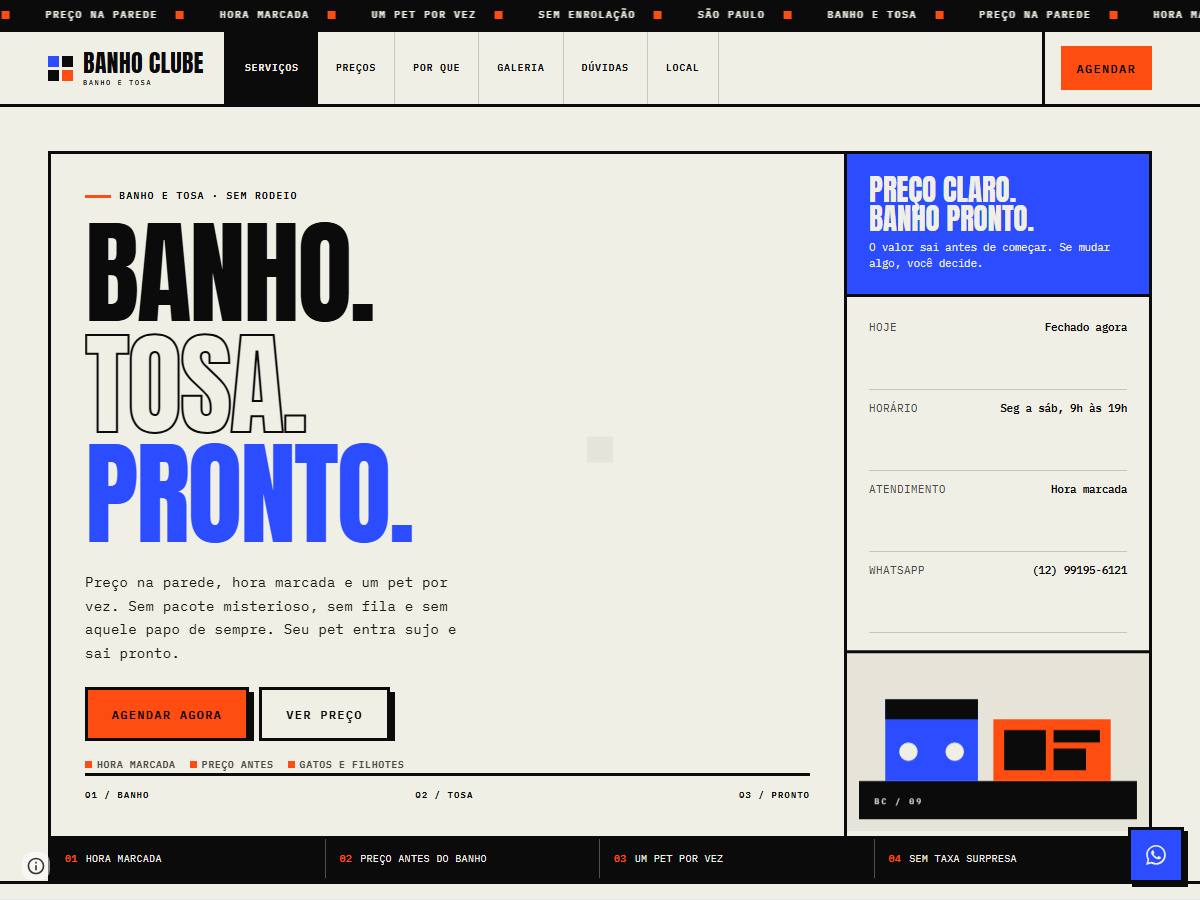 PREÇO NA PAREDE HORA MARCADA UM PET POR VEZ SEM ENROLAÇÃO SÃO PAULO BANHO E TOSA PREÇO NA PAREDE HORA
BANHO CLUBE
BANHO E TOSA
SERVIÇOS PREÇOS POR QUE GALERIA DÚVIDAS LOCAL
AGENDAR
BANHO E TOSA · SEM RODEIO
BANHO.
TOSA.
PRONTO.
Preço na parede, hora marcada e um pet por
vez. Sem pacote misterioso, sem fila e sem
aquele papo de sempre. Seu pet entra sujo e
sai pronto.
AGENDAR AGORA VER PREÇO
HORA MARCADA PREÇO ANTES GATOS E FILHOTES
01 / BANHO 02 / TOSA 03 / PRONTO
PREÇO CLARO.
BANHO PRONTO.
O valor sai antes de começar. Se mudar
algo, você decide.
HOJE Fechado agora
HORÁRIO Seg a sáb, 9h às 19h
ATENDIMENTO Hora marcada
WHATSAPP (12) 99195-6121
BC / 09
01 HORA MARCADA 02 PREÇO ANTES DO BANHO 03 UM PET POR VEZ 04 SEM TAXA SURPRESA